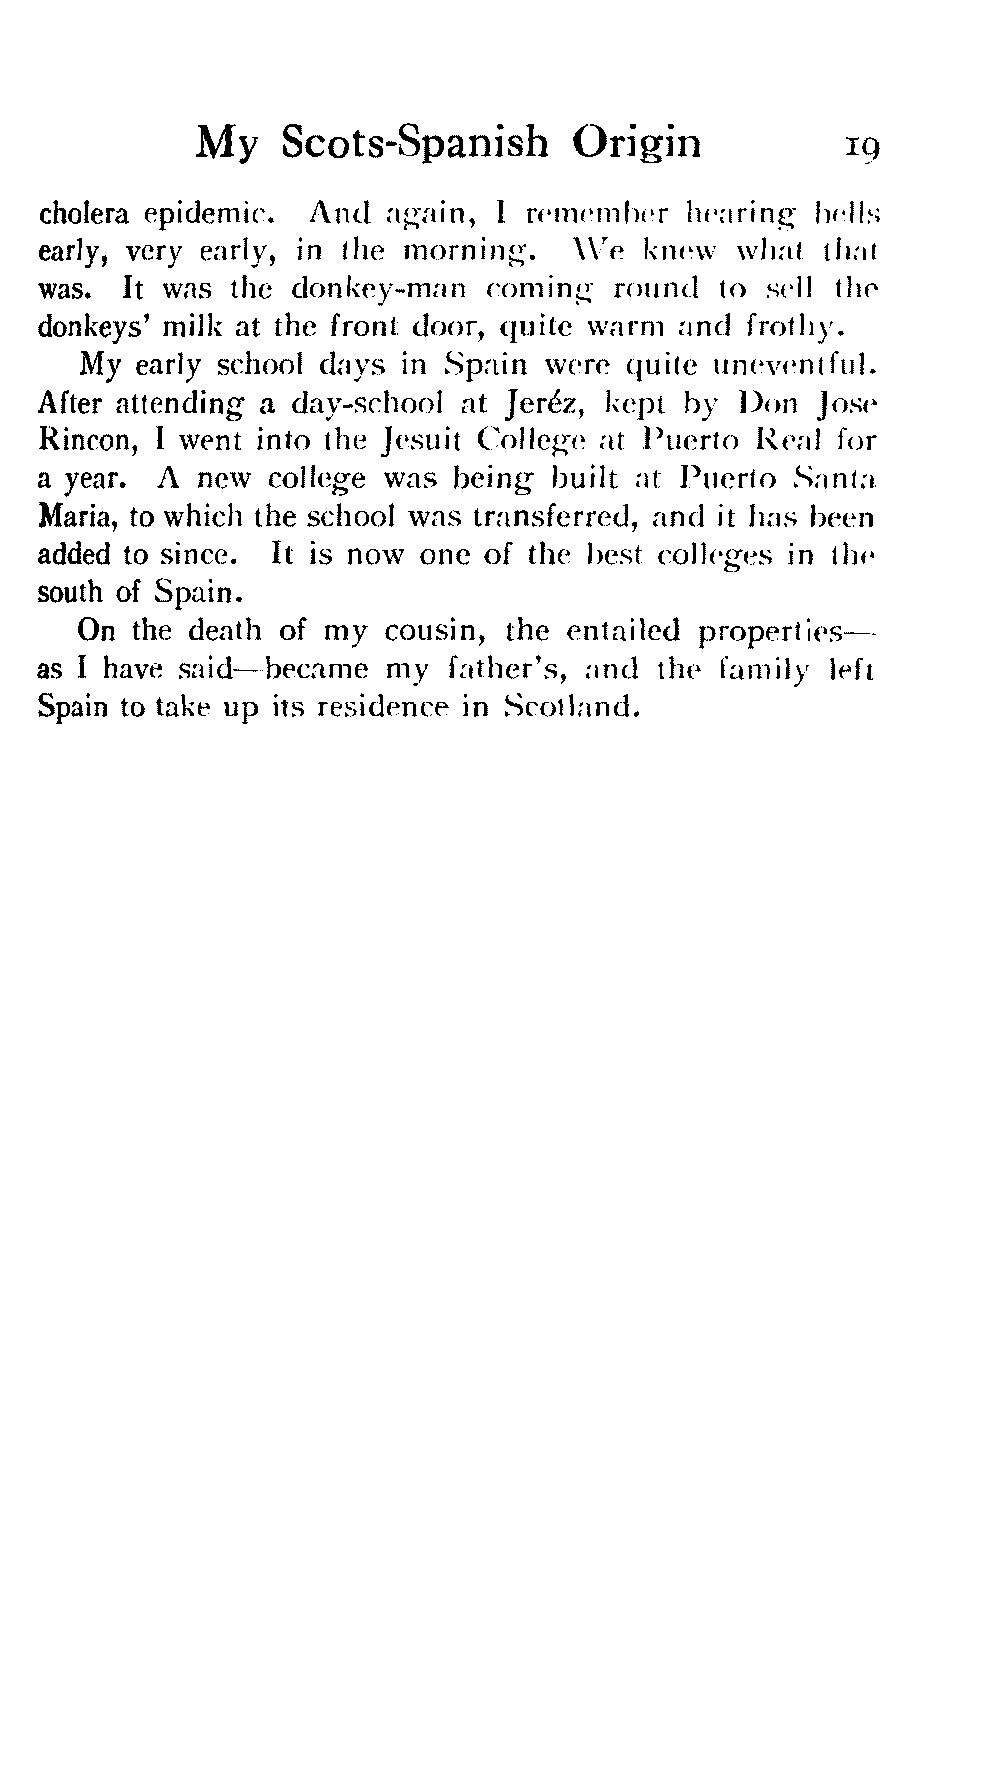 My Scots-Spanish Origin 19
cholera epidemic. And again, I remember hearing bells
early, very early, in the morning. We knew what that
was. It was the donkey-man coming round to sell the
donkeys' milk at the front door, quite warm and frothy.
My early school days in Spain were quite uneventful.
After attending a day-school at Jeréz, kept by Don Jose
Rincon, I went into the Jesuit College at Puerto Real for
a year. A new college was being built at Puerto Santa
Maria, to which the school was transferred, and it has been
added to since. It is now one of the best colleges in the
south of Spain.
On the death of my cousin, the entailed properties—
as I have said—became my father's, and the family left
Spain to take up its residence in Scotland.